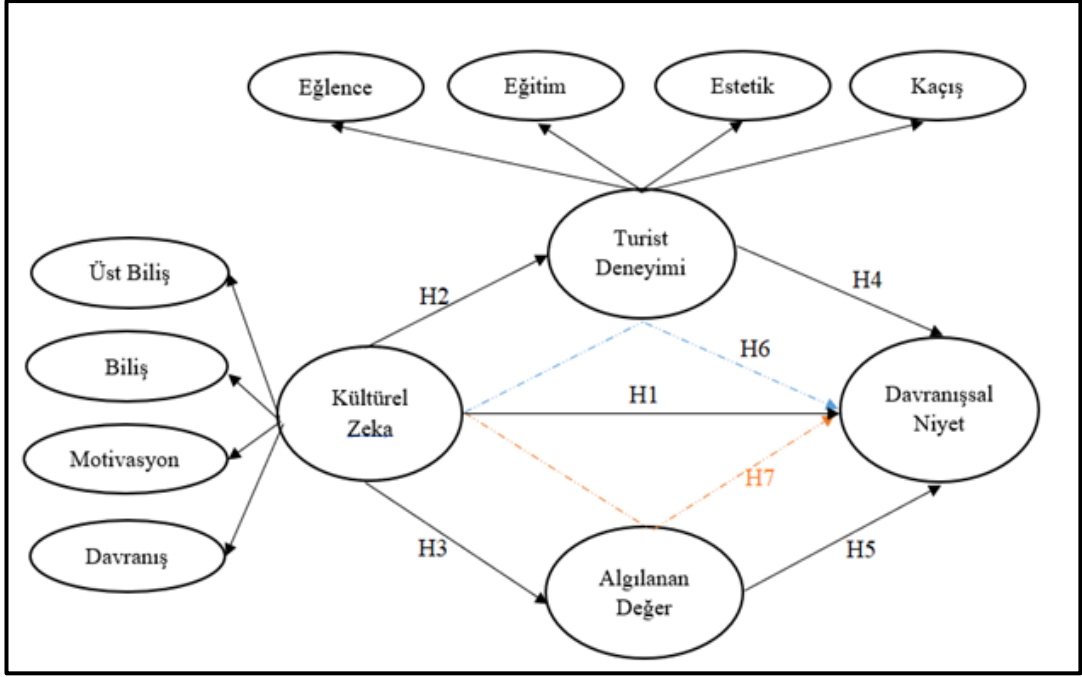 Eğlence
Eğitim
Estetik
Kaçış
Turist
Deneyimi
Üst Biliş
H2
H4
H6
Biliş
Kültürel
Zeka
H1
Davranışsal
Niyet
Motivasyon
H7
Davranış
H3
H5
Algılanan
Değer